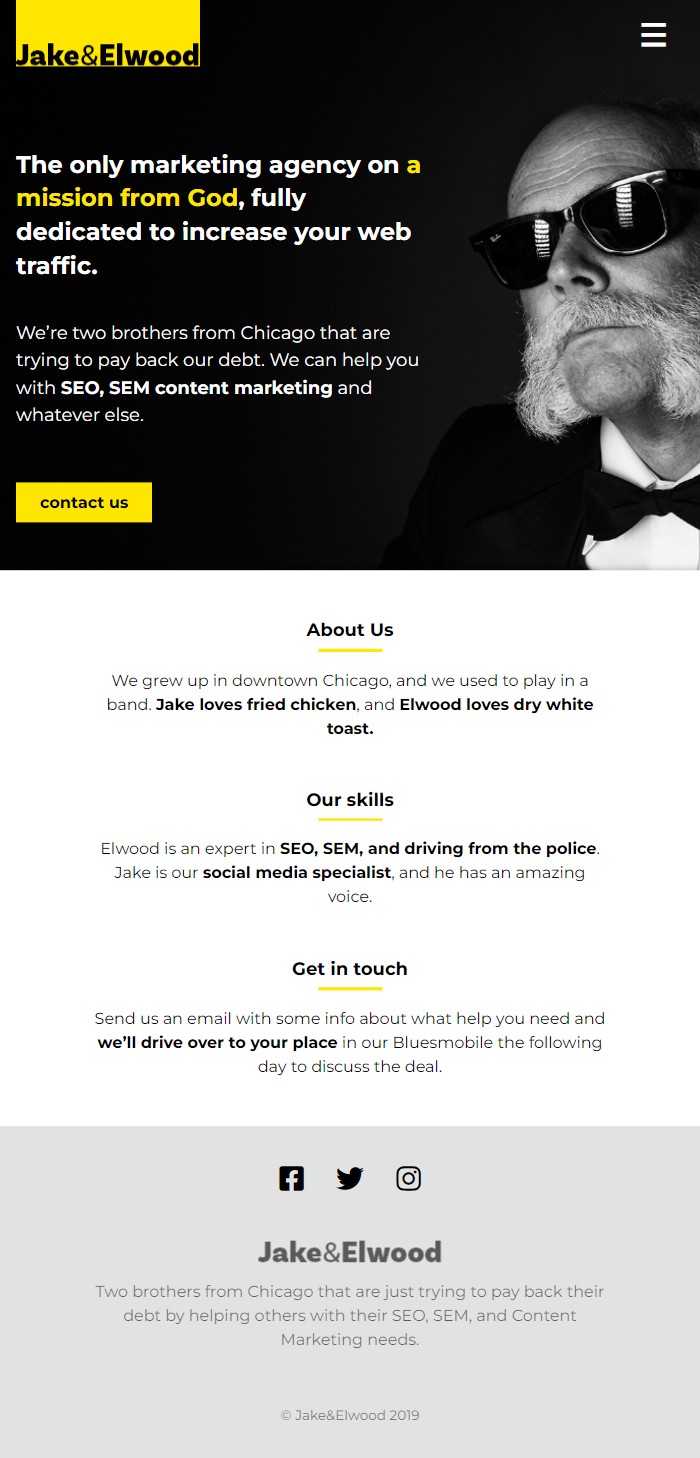 Jake&Elwood
The only marketing agency on a
mission from God, fully
dedicated to increase your web
traffic.
We’re two brothers from Chicago that are
trying to pay back our debt. We can help you
with SEO, SEM content marketing and
whatever else.
contact us
About Us
We grew up in downtown Chicago, and we used to play in a
band. Jake loves fried chicken, and Elwood loves dry white
toast.
Our skills
Elwood is an expert in SEO, SEM, and driving from the police.
Jake is our social media specialist, and he has an amazing
voice.
Get in touch
Send us an email with some info about what help you need and
we’ll drive over to your place in our Bluesmobile the following
day to discuss the deal.
Jake&Elwood
Two brothers from Chicago that are just trying to pay back their
debt by helping others with their SEO, SEM, and Content
Marketing needs.
© Jake&Elwood 2019